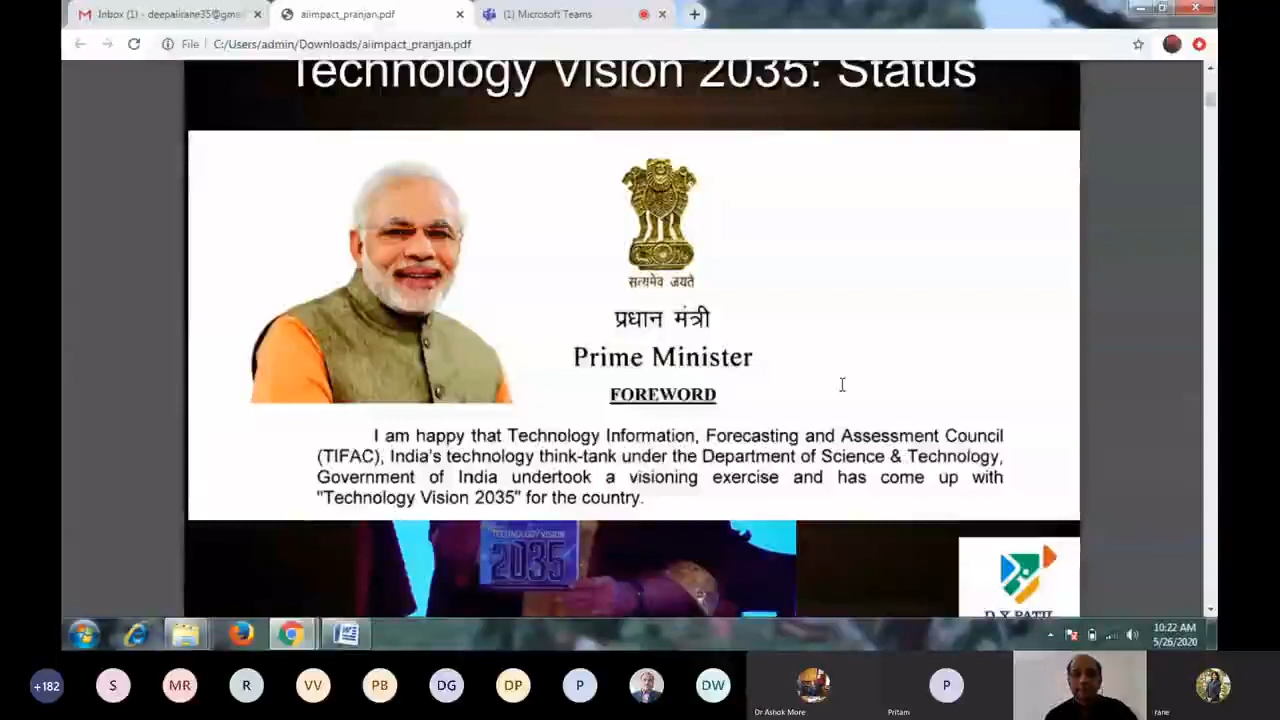 Inbox (1) - deepalirane35@gmail
aiimpact_pranjan.pdf
(1) Microsoft Teams
File
C:/Users/admin/Downloads/aiimpact_pranjan.pdf
Technology Vision 2035: Status
सत्यमेव जयते
प्रधान मंत्री
Prime Minister
FOREWORD
I am happy that Technology Information, Forecasting and Assessment Council
(TIFAC), India's technology think-tank under the Department of Science & Technology,
Government of India undertook a visioning exercise and has come up with
"Technology Vision 2035" for the country.
TECHNOLOGY VISION
2035
D Y PATIL
10:22 AM
5/26/2020
+182
S
MR
R
VV
PB
DG
DP
P
DW
Dr Ashok More
P
Pritam
rane